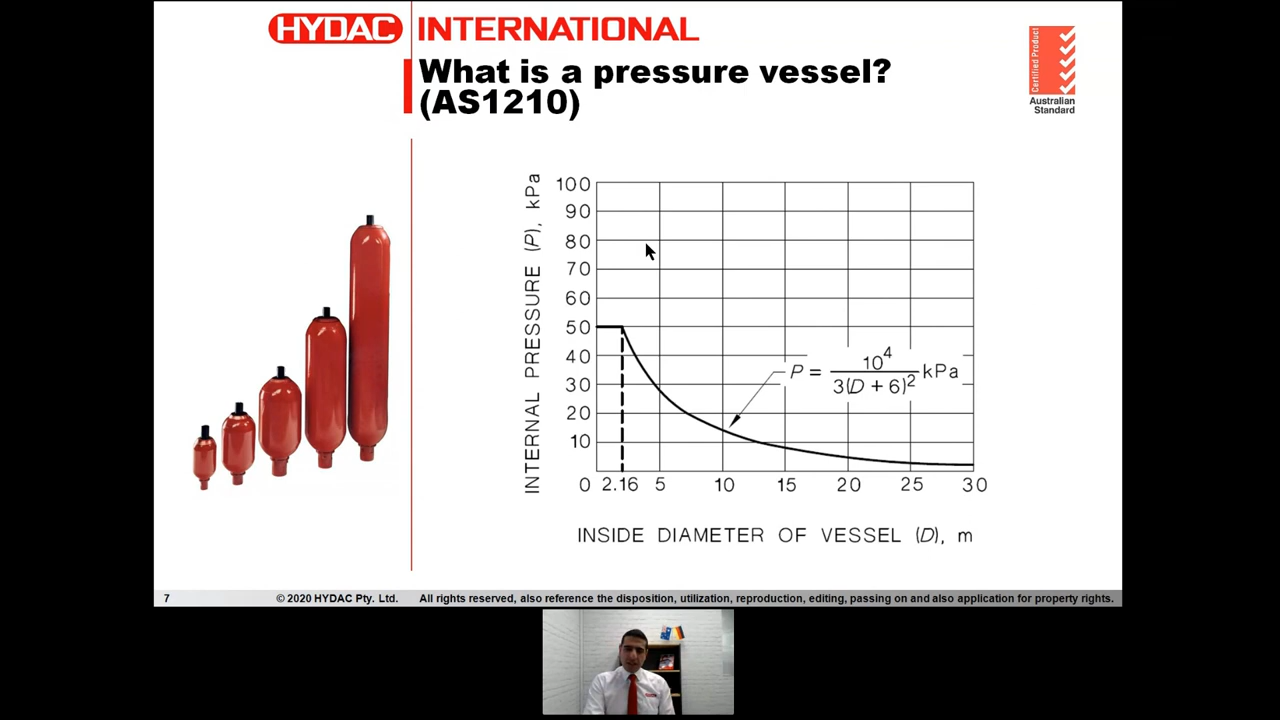 HYDAC INTERNATIONAL
What is a pressure vessel?
(AS1210)
Certified Product
Australian
Standard
INTERNAL PRESSURE (P), kPa
100
90
80
70
60
50
40
30
20
10
0 2.16 5 10 15 20 25 30
P = 10⁴ / 3(D + 6)² kPa
INSIDE DIAMETER OF VESSEL (D), m
7 © 2020 HYDAC Pty. Ltd. All rights reserved, also reference the disposition, utilization, reproduction, editing, passing on and also application for property rights.